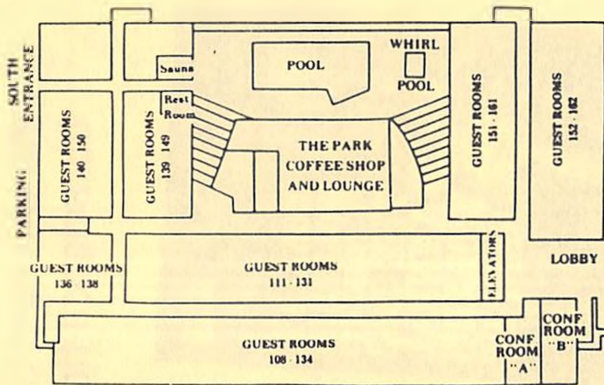 SOUTH
ENTRANCE
PARKING
Sauna
Rest
Room
POOL
WHIRL
POOL
GUEST ROOMS
140 - 150
GUEST ROOMS
139 - 149
THE PARK
COFFEE SHOP
AND LOUNGE
GUEST ROOMS
151 - 161
GUEST ROOMS
152 - 162
GUEST ROOMS
136 - 138
GUEST ROOMS
111 - 131
ELEVATORS
LOBBY
GUEST ROOMS
108 - 134
CONF.
ROOM
"A"
CONF
ROOM
"B"